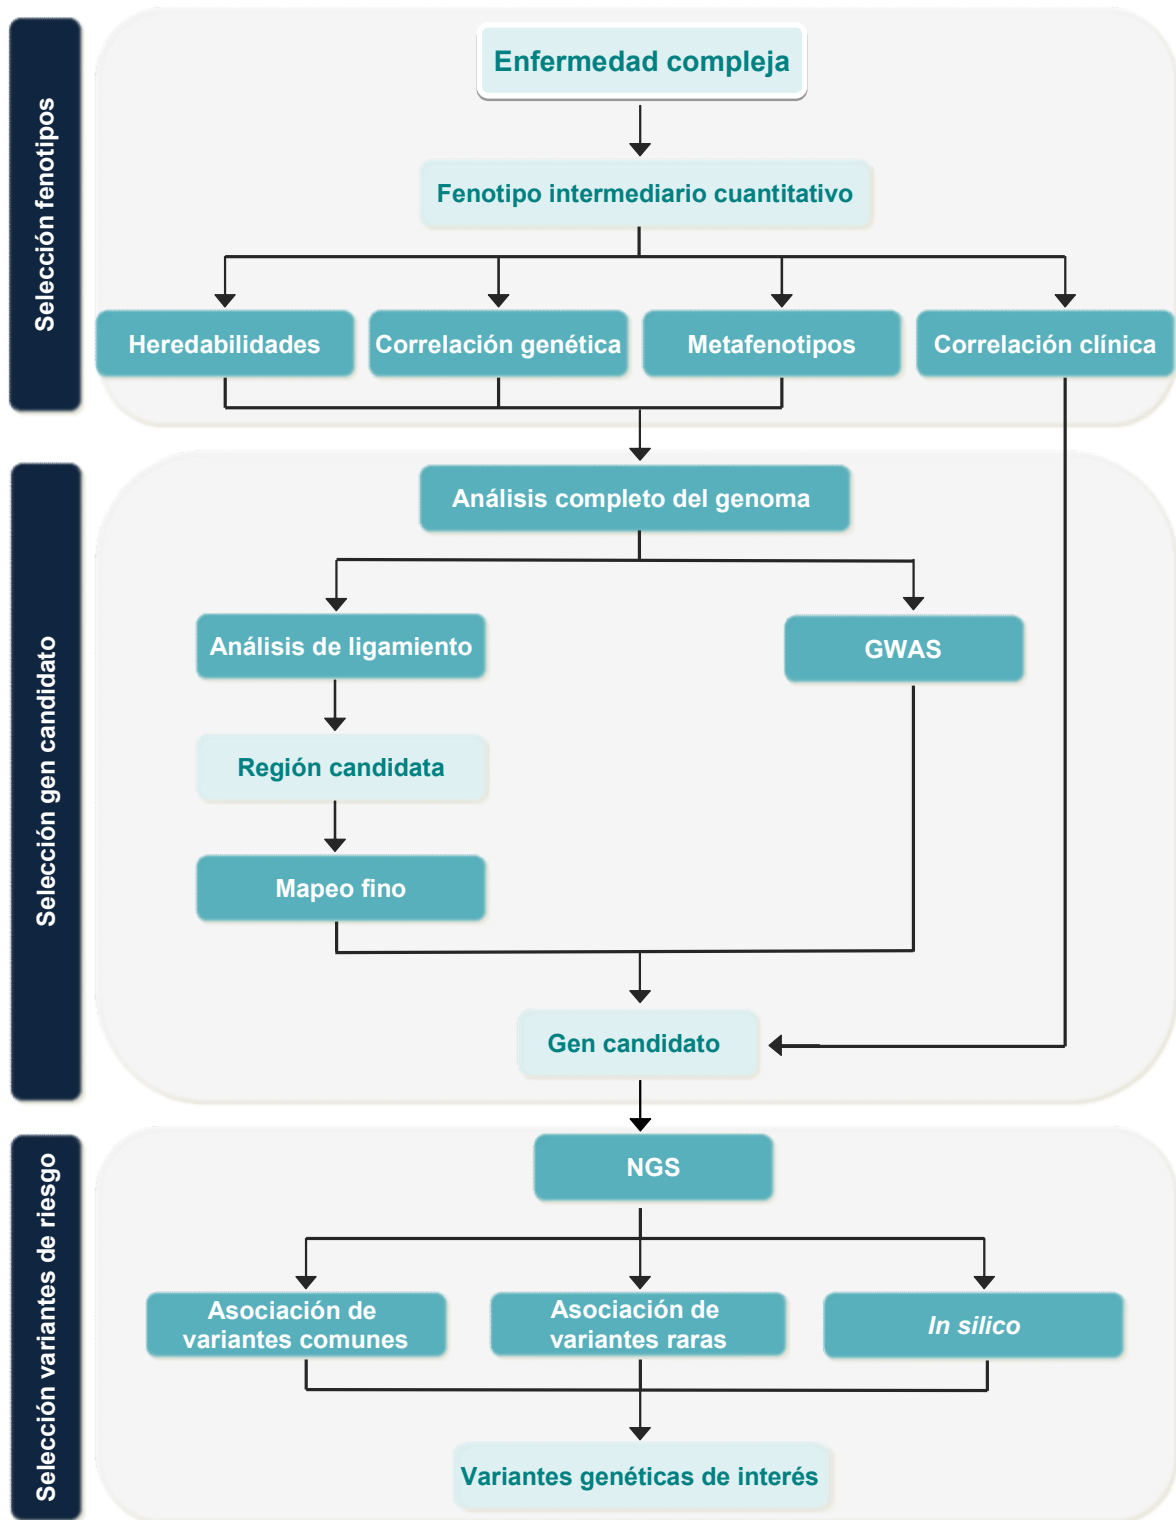 Selección fenotipos
Enfermedad compleja
Fenotipo intermediario cuantitativo
Heredabilidades
Correlación genética
Metafenotipos
Correlación clínica
Selección gen candidato
Análisis completo del genoma
Análisis de ligamiento
GWAS
Región candidata
Mapeo fino
Gen candidato
Selección variantes de riesgo
NGS
Asociación de
variantes comunes
Asociación de
variantes raras
In silico
Variantes genéticas de interés